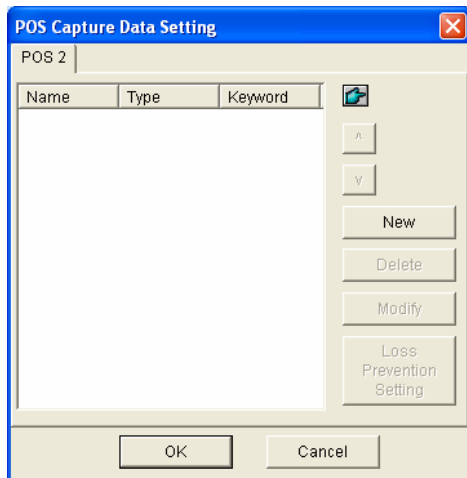 POS Capture Data Setting
POS 2
Name Type Keyword
New
Delete
Modify
Loss
Prevention
Setting
OK Cancel